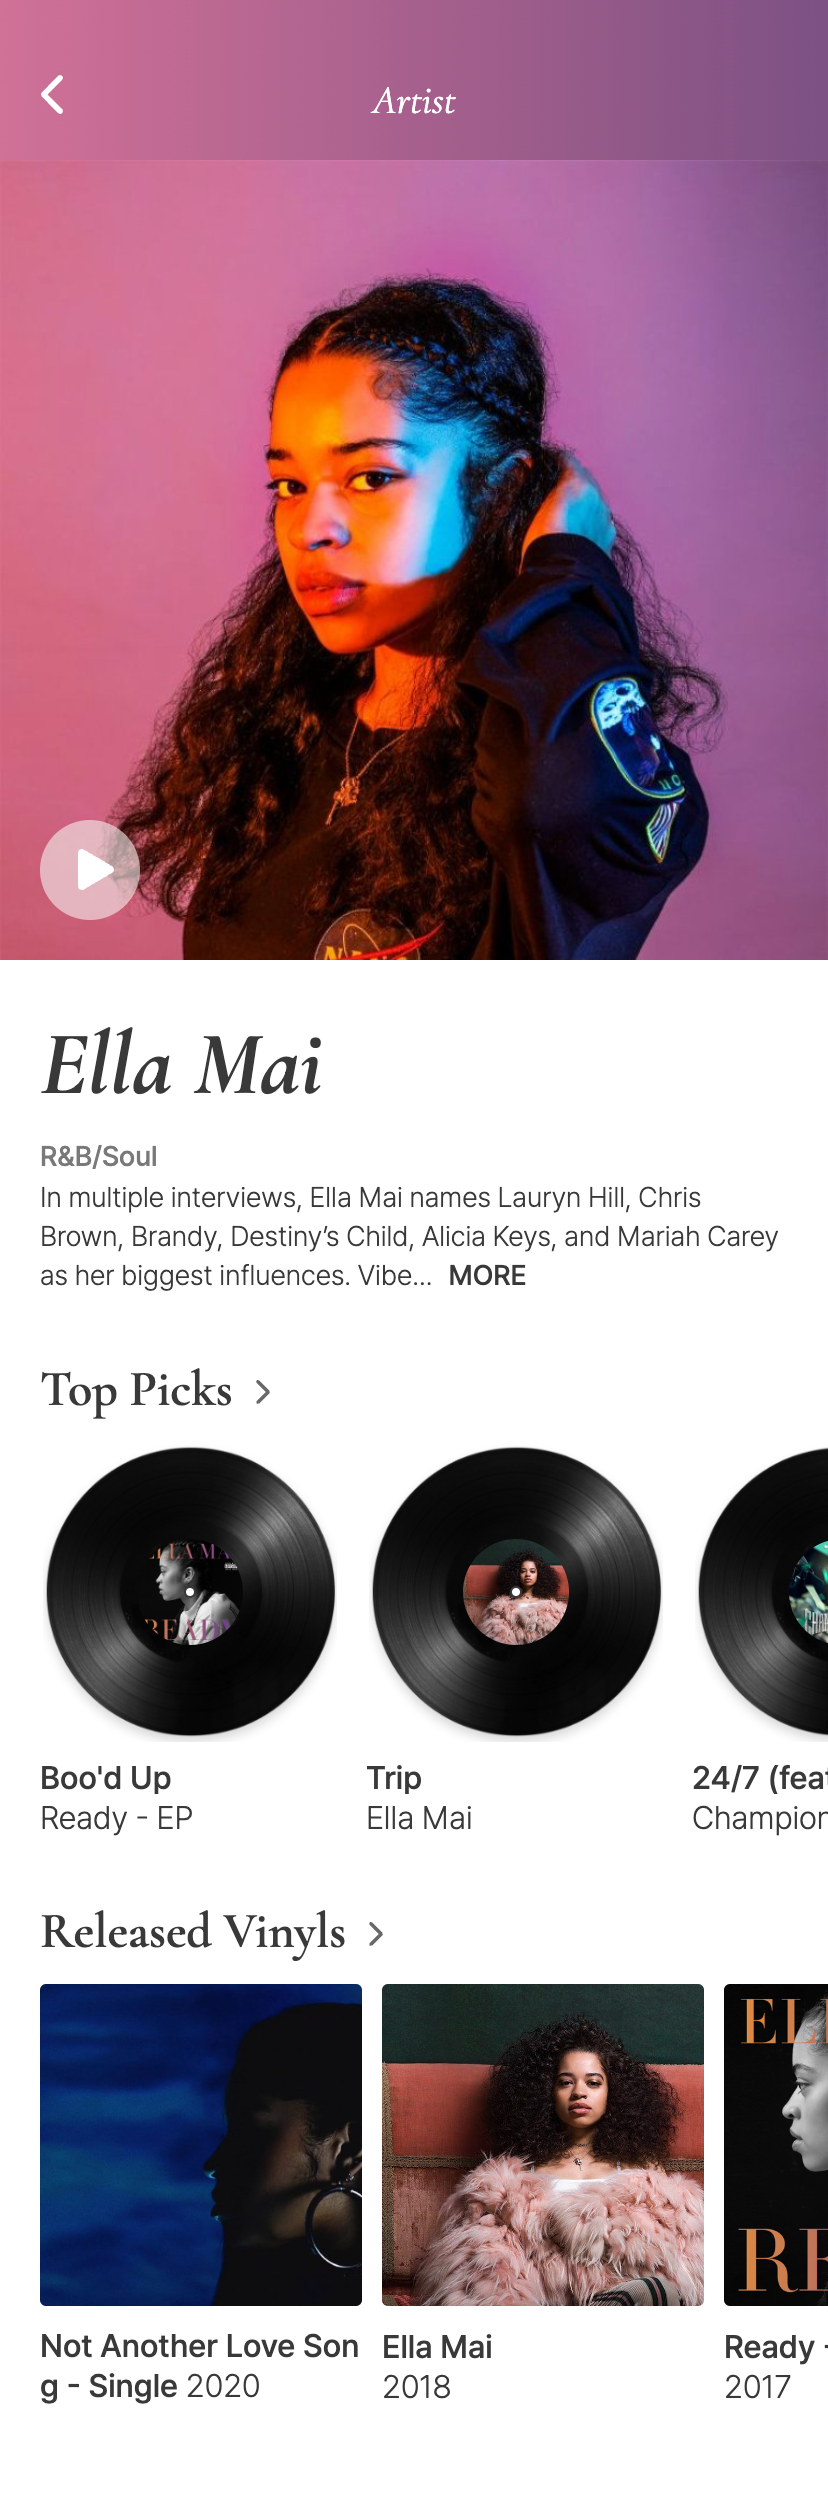 Artist
Ella Mai
R&B/Soul
In multiple interviews, Ella Mai names Lauryn Hill, Chris
Brown, Brandy, Destiny’s Child, Alicia Keys, and Mariah Carey
as her biggest influences. Vibe... MORE
Top Picks
Boo'd Up
Ready - EP
Trip
Ella Mai
24/7 (feat
Champion
Released Vinyls
Not Another Love Son
g - Single 2020
Ella Mai
2018
Ready -
2017